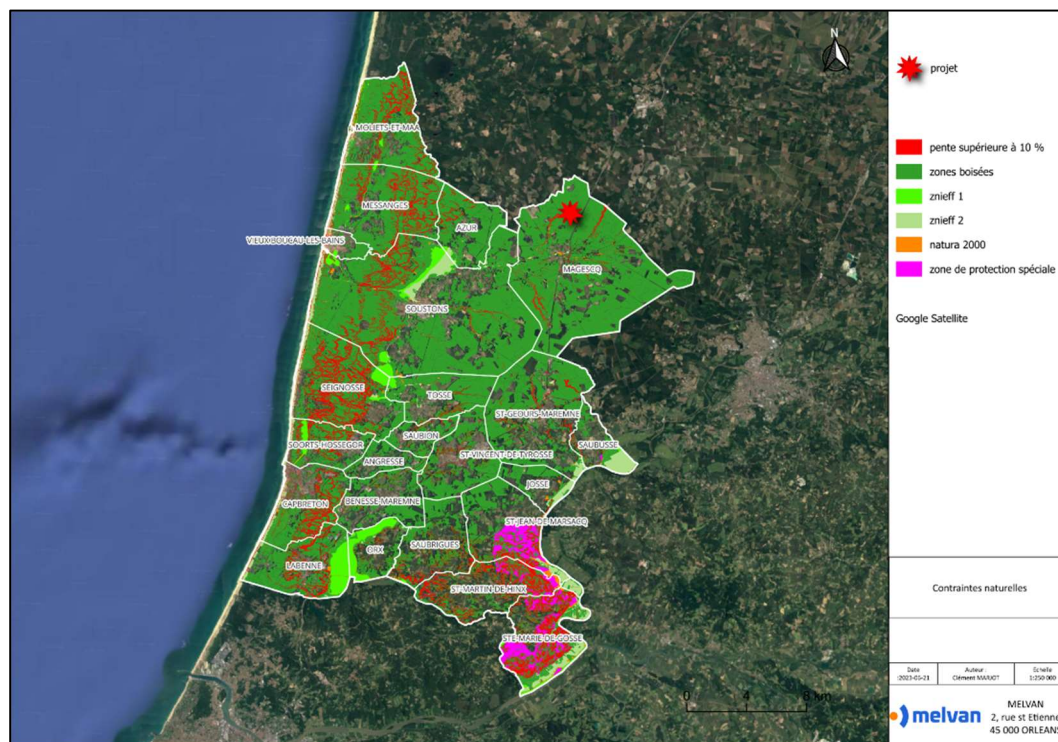 N
projet
pente supérieure à 10 %
zones boisées
znieff 1
znieff 2
natura 2000
zone de protection spéciale
Google Satellite
MOLIETS-ET-MAA
MESSANGES
AZUR
VIEUX-BOUCAU-LES-BAINS
MAGESCQ
SOUSTONS
SEIGNOSSE
TOSSE
ST-GEOURS-MAREMNE
SOORTS-HOSSEGOR
SAUBION
SAUBUSSE
ANGRESSE
ST-VINCENT-DE-TYROSSE
JOSSE
CAPBRETON
BENESSE-MAREMNE
ST-JEAN-DE-MARSACQ
ORX
SAUBRIGUES
LABENNE
ST-MARTIN-DE-HINX
STE-MARIE-DE-GOSSE
0 4 8 km
Contraintes naturelles
Date Auteur : Echelle
:2023-06-21 Clément MARJOT 1:250 000
melvan
MELVAN
2, rue st Etienne
45 000 ORLEANS